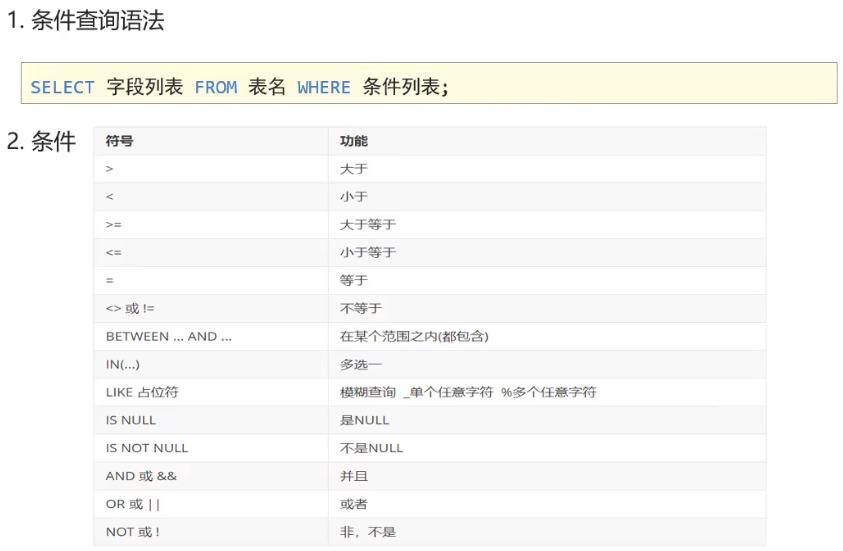 1. 条件查询语法
SELECT 字段列表 FROM 表名 WHERE 条件列表;
2. 条件
符号 功能
> 大于
< 小于
>= 大于等于
<= 小于等于
= 等于
<> 或 != 不等于
BETWEEN ... AND ... 在某个范围之内(都包含)
IN(...) 多选一
LIKE 占位符 模糊查询 _单个任意字符 %多个任意字符
IS NULL 是NULL
IS NOT NULL 不是NULL
AND 或 && 并且
OR 或 || 或者
NOT 或 ! 非，不是